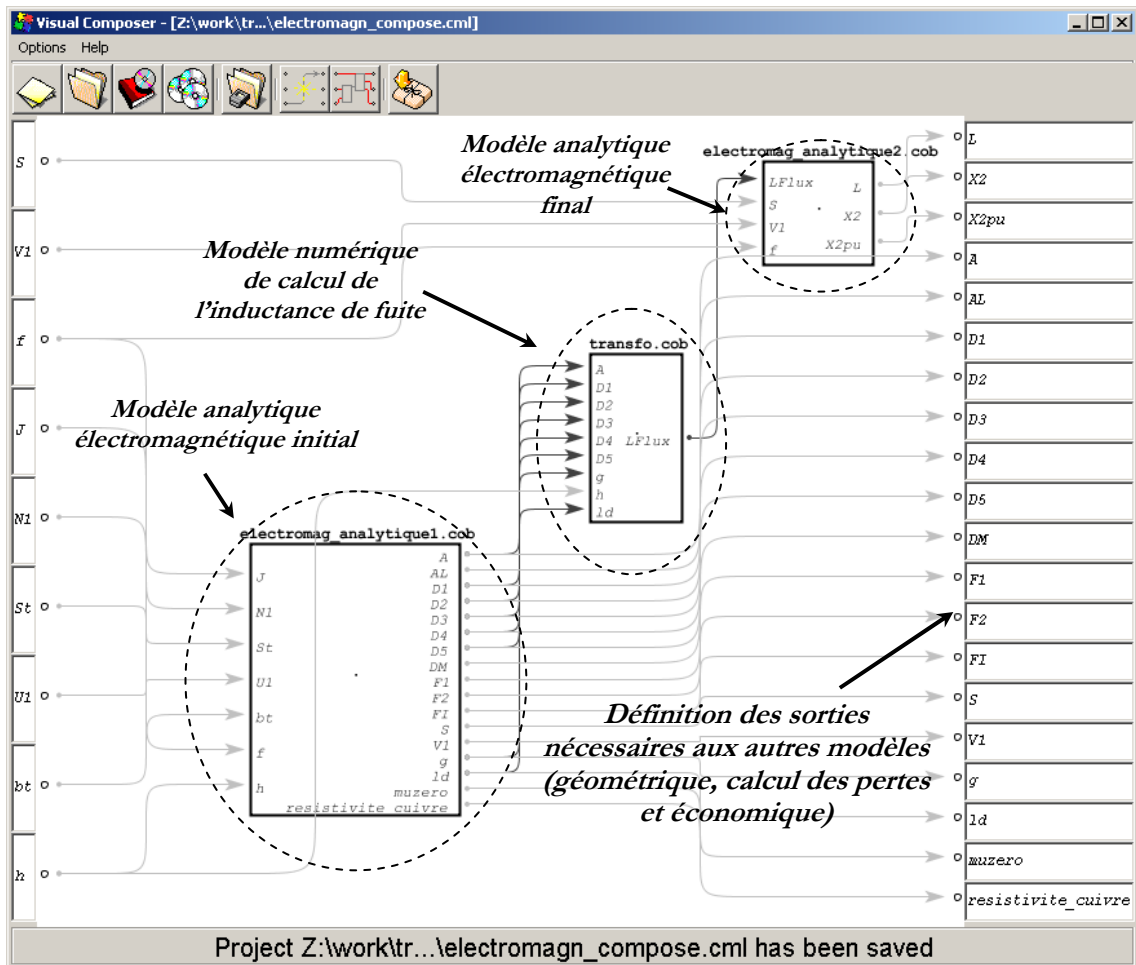 Visual Composer - [Z:\work\tr...\electromagn_compose.cml]
Options Help
S
V1
f
J
N1
St
U1
bt
h
Modèle analytique
électromagnétique
final
electromag_analytique2.cob
LFlux
S
V1
f
L
X2
X2pu
Modèle numérique
de calcul de
l'inductance de fuite
transfo.cob
A
D1
D2
D3
D4
D5
g
h
ld
LFlux
Modèle analytique
électromagnétique initial
electromag_analytique1.cob
J
N1
St
U1
bt
f
h
A
AL
D1
D2
D3
D4
D5
DM
F1
F2
FI
S
V1
g
ld
muzero
resistivite_cuivre
Définition des sorties
nécessaires aux autres modèles
(géométrique, calcul des pertes
et économique)
L
X2
X2pu
A
AL
D1
D2
D3
D4
D5
DM
F1
F2
FI
S
V1
g
ld
muzero
resistivite_cuivre
Project Z:\work\tr...\electromagn_compose.cml has been saved